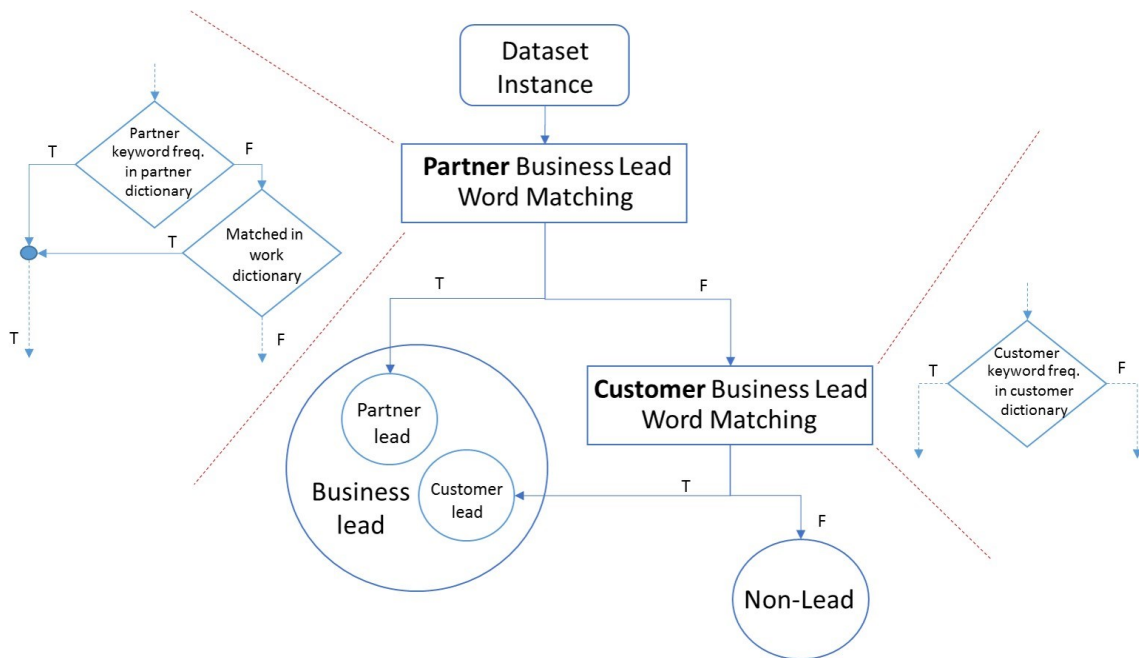 Dataset
Instance
Partner Business Lead
Word Matching
T
F
Partner
keyword freq.
in partner
dictionary
T
F
Matched in
work
dictionary
T
T
F
Partner
lead
Business
lead
Customer
lead
Customer Business Lead
Word Matching
T
F
Non-Lead
Customer
keyword freq.
in customer
dictionary
T
F